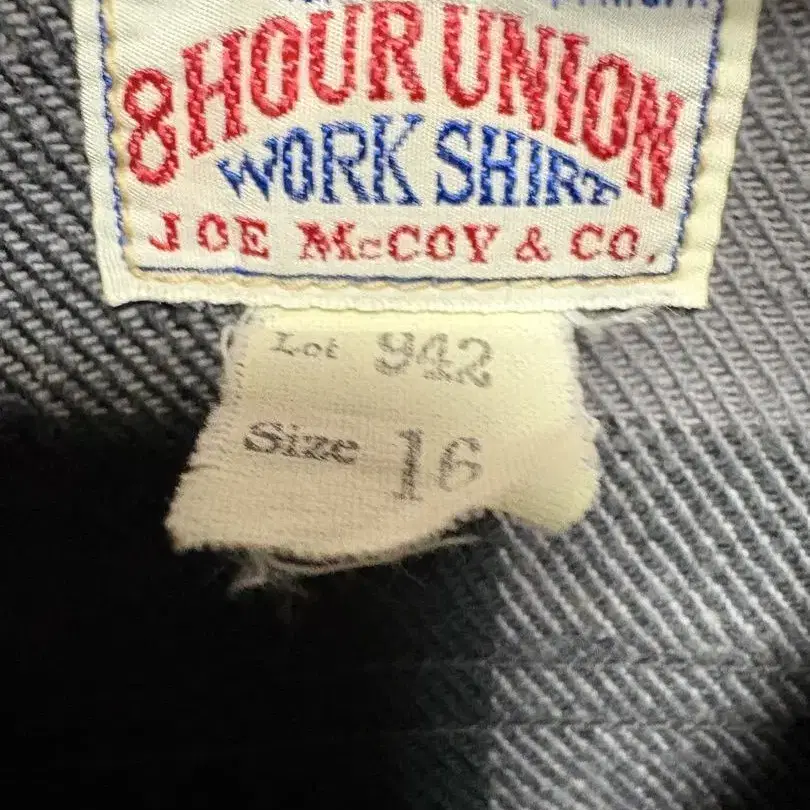 8 HOUR UNION
WORK SHIRT
JOE McCOY & CO.
Lot 942
Size 16